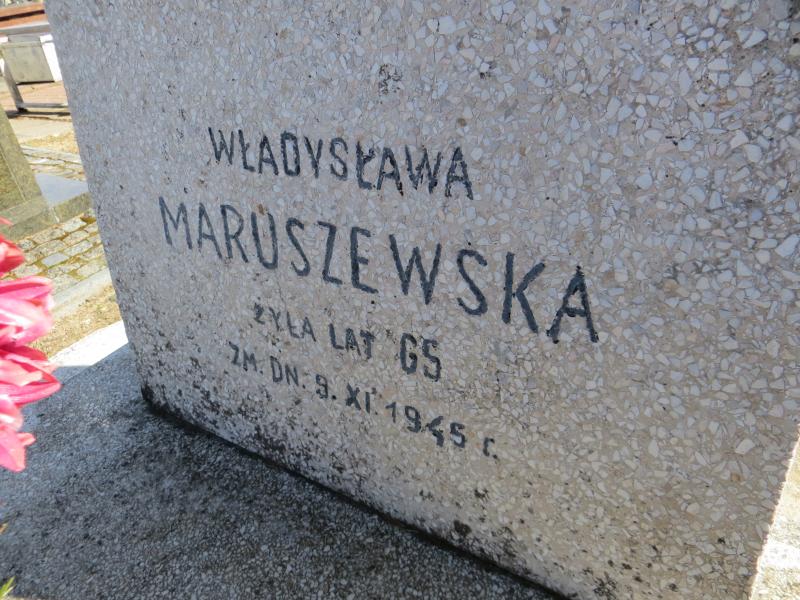 WŁADYSŁAWA
MARUSZEWSKA
ŻYŁA LAT 65
ZM. DN. 9. XI. 1945 r.